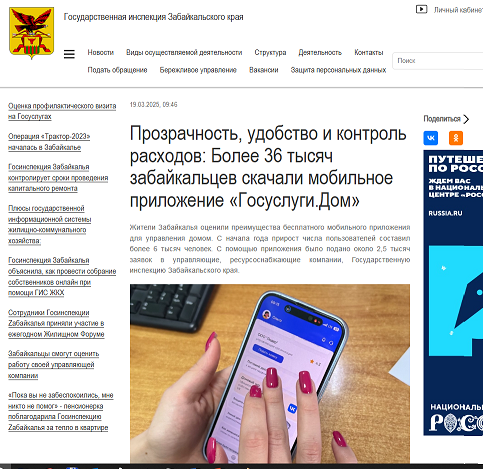 Государственная инспекция Забайкальского края
Личный кабинет
Новости Виды осуществляемой деятельности Структура Деятельность Контакты
Подать обращение Бережливое управление Вакансии Защита персональных данных
Поиск
Оценка профилактического визита
на Госуслугах
Операция «Трактор-2023»
началась в Забайкалье
Госинспекция Забайкалья
контролирует сроки проведения
капитального ремонта
Плюсы государственной
информационной системы
жилищно-коммунального
хозяйства:
Госинспекция Забайкалья
объяснила, как провести собрание
собственников онлайн при
помощи ГИС ЖКХ
Сотрудники Госинспекции
Zабайкалья приняли участие в
ежегодном Жилищном Форуме
Забайкальцы смогут оценить
работу своей управляющей
компании
«Пока вы не забеспокоились, мне
никто не помог» - пенсионерка
поблагодарила Госинспекцию
Zабайкалья за тепло в квартире
19.03.2025, 09:46
Прозрачность, удобство и контроль
расходов: Более 36 тысяч
забайкальцев скачали мобильное
приложение «Госуслуги.Дом»
Жители Забайкалья оценили преимущества бесплатного мобильного приложения
для управления домом. С начала года прирост числа пользователей составил
более 6 тысяч человек. С помощью приложения было подано около 2,5 тысяч
заявок в управляющие, ресурсоснабжающие компании, Государственную
инспекцию Забайкальского края.
Поделиться
ПУТЕШЕ
ПО РОС
ЖДЕМ ВАС
В НАЦИОНАЛЬ
ЦЕНТРЕ «РОС
RUSSIA.RU
НАЦИОНАЛЬ
РОСС